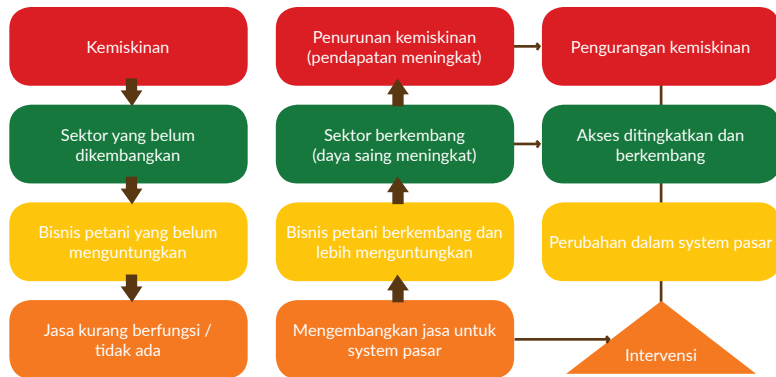 Kemiskinan
Sektor yang belum
dikembangkan
Bisnis petani yang belum
menguntungkan
Jasa kurang berfungsi /
tidak ada
Penurunan kemiskinan
(pendapatan meningkat)
Sektor berkembang
(daya saing meningkat)
Bisnis petani berkembang dan
lebih menguntungkan
Mengembangkan jasa untuk
system pasar
Pengurangan kemiskinan
Akses ditingkatkan dan
berkembang
Perubahan dalam system pasar
Intervensi